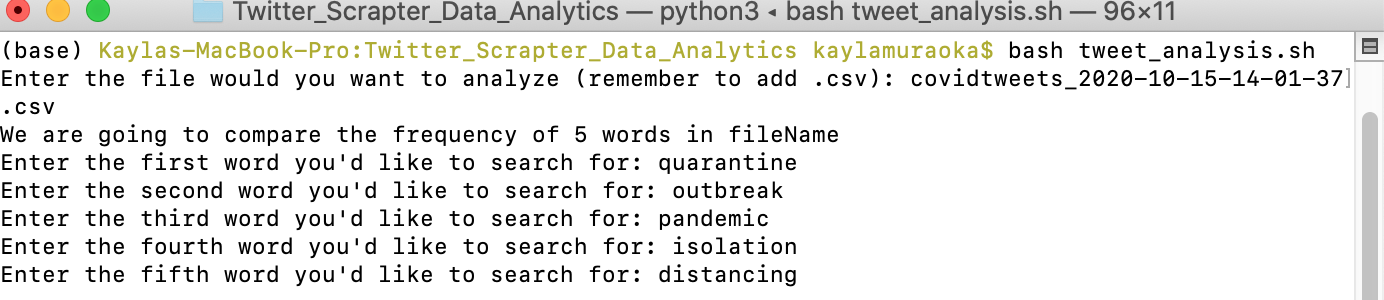 Twitter_Scrapter_Data_Analytics — python3 ◂ bash tweet_analysis.sh — 96×11
(base) Kaylas-MacBook-Pro:Twitter_Scrapter_Data_Analytics kaylamuraoka$ bash tweet_analysis.sh
Enter the file would you want to analyze (remember to add .csv): covidtweets_2020-10-15-14-01-37]
.csv
We are going to compare the frequency of 5 words in fileName
Enter the first word you'd like to search for: quarantine
Enter the second word you'd like to search for: outbreak
Enter the third word you'd like to search for: pandemic
Enter the fourth word you'd like to search for: isolation
Enter the fifth word you'd like to search for: distancing